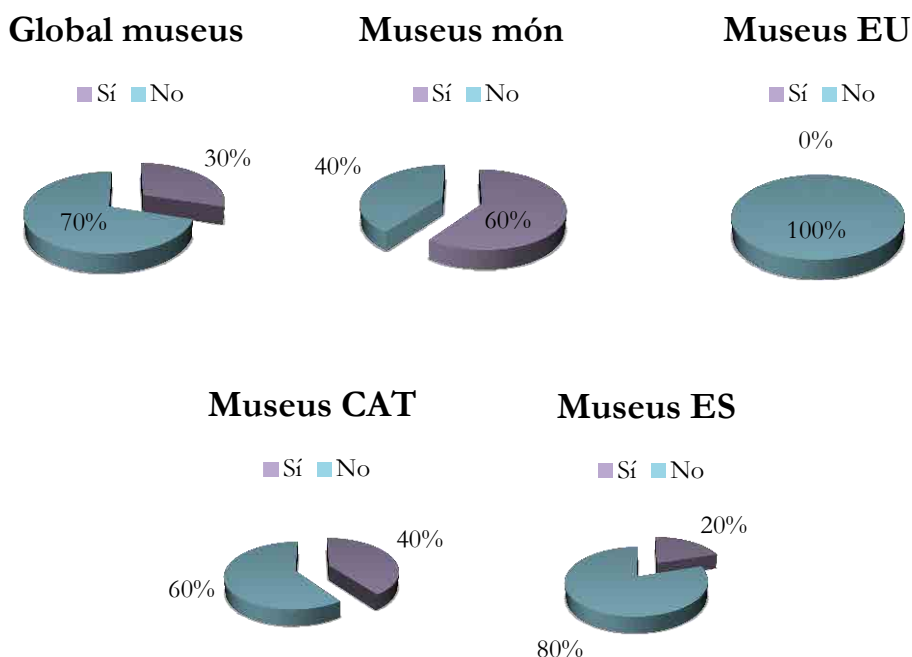 Global museus
Sí No
30%
70%
Museus món
Sí No
40%
60%
Museus EU
Sí No
0%
100%
Museus CAT
Sí No
40%
60%
Museus ES
Sí No
20%
80%